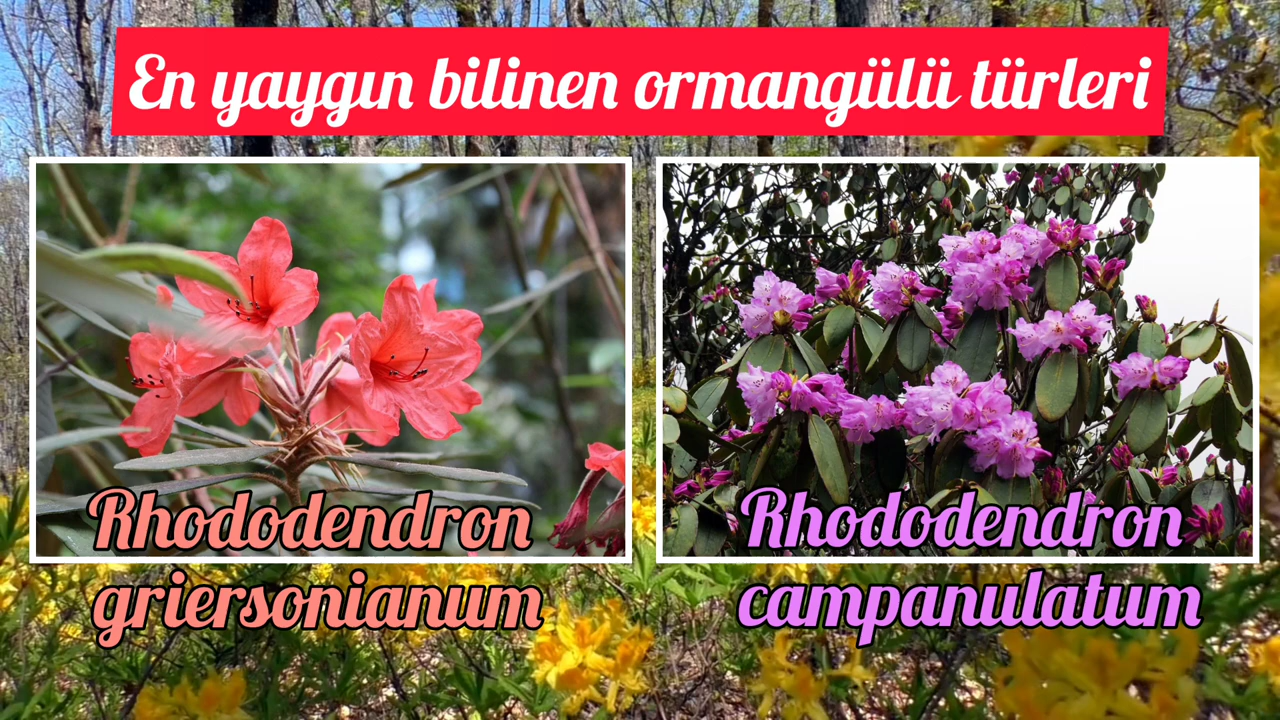 En yaygın bilinen ormangülü türleri
Rhododendron
griersonianum
Rhododendron
campanulatum